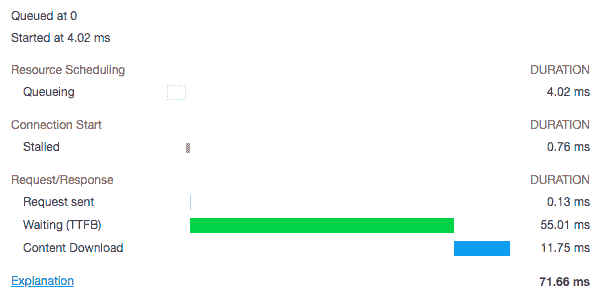 Queued at 0
Started at 4.02 ms
Resource Scheduling DURATION
Queueing 4.02 ms
Connection Start DURATION
Stalled 0.76 ms
Request/Response DURATION
Request sent 0.13 ms
Waiting (TTFB) 55.01 ms
Content Download 11.75 ms
Explanation 71.66 ms